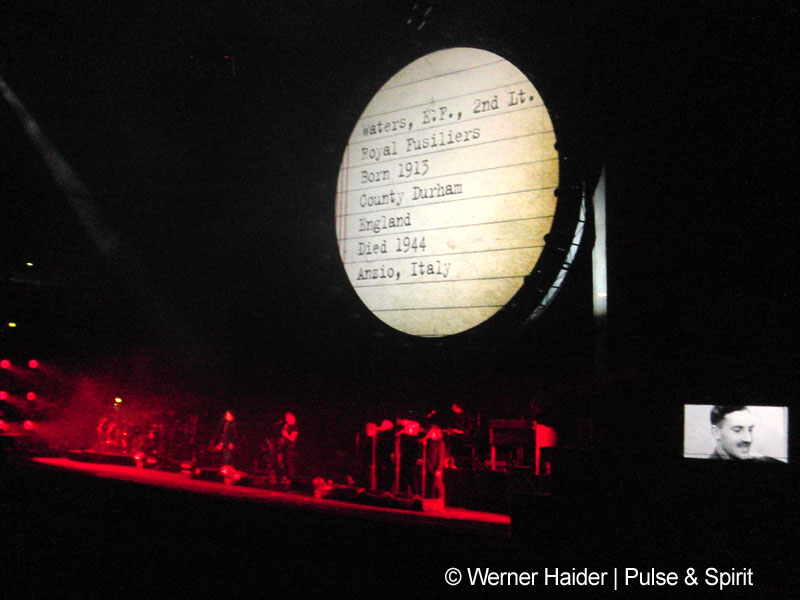 Waters, E.F., 2nd Lt.
Royal Fusiliers
Born 1913
County Durham
England
Died 1944
Anzio, Italy
© Werner Haider | Pulse & Spirit